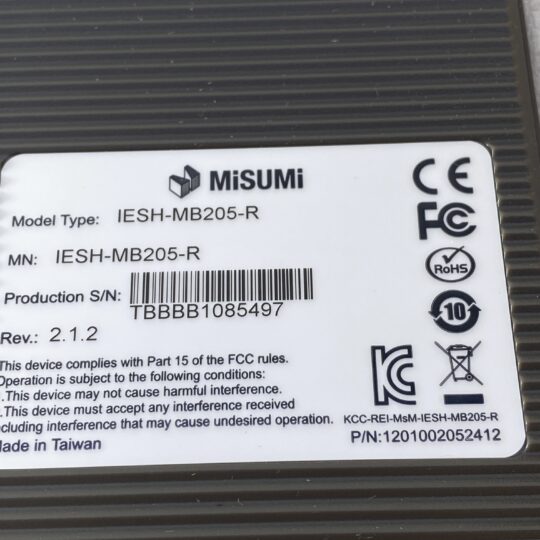 MiSUMi
Model Type: IESH-MB205-R
MN: IESH-MB205-R
Production S/N:
TBBBB1085497
Rev.: 2.1.2
This device complies with Part 15 of the FCC rules.
Operation is subject to the following conditions:
.This device may not cause harmful interference.
.This device must accept any interference received
cluding interference that may cause undesired operation.
ade in Taiwan
CE
FC
RoHS
10
KC
KCC-REI-MsM-IESH-MB205-R
P/N:1201002052412